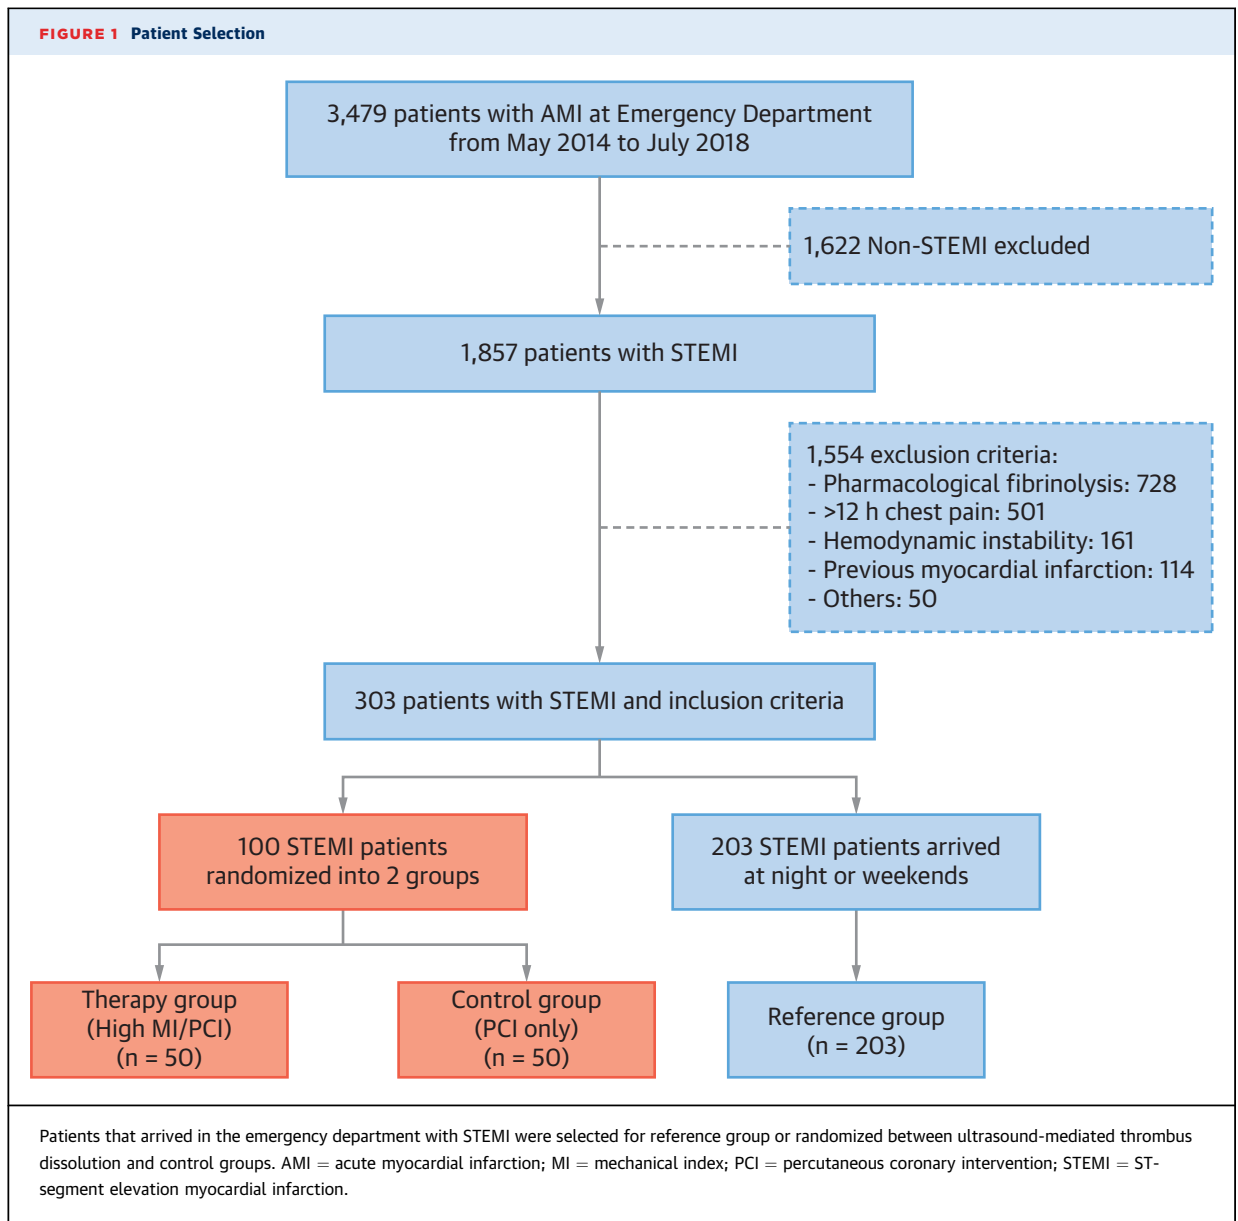 FIGURE 1 Patient Selection
3,479 patients with AMI at Emergency Department
from May 2014 to July 2018
1,622 Non-STEMI excluded
1,857 patients with STEMI
1,554 exclusion criteria:
- Pharmacological fibrinolysis: 728
- >12 h chest pain: 501
- Hemodynamic instability: 161
- Previous myocardial infarction: 114
- Others: 50
303 patients with STEMI and inclusion criteria
100 STEMI patients
randomized into 2 groups
203 STEMI patients arrived
at night or weekends
Therapy group
(High MI/PCI)
(n = 50)
Control group
(PCI only)
(n = 50)
Reference group
(n = 203)
Patients that arrived in the emergency department with STEMI were selected for reference group or randomized between ultrasound-mediated thrombus
dissolution and control groups. AMI = acute myocardial infarction; MI = mechanical index; PCI = percutaneous coronary intervention; STEMI = ST-
segment elevation myocardial infarction.